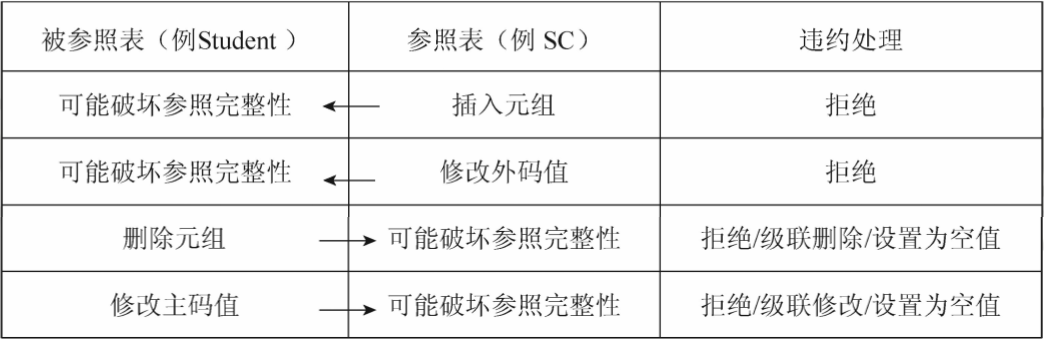 被参照表（例Student ） 参照表（例 SC） 违约处理
可能破坏参照完整性 插入元组 拒绝
可能破坏参照完整性 修改外码值 拒绝
删除元组 可能破坏参照完整性 拒绝/级联删除/设置为空值
修改主码值 可能破坏参照完整性 拒绝/级联修改/设置为空值